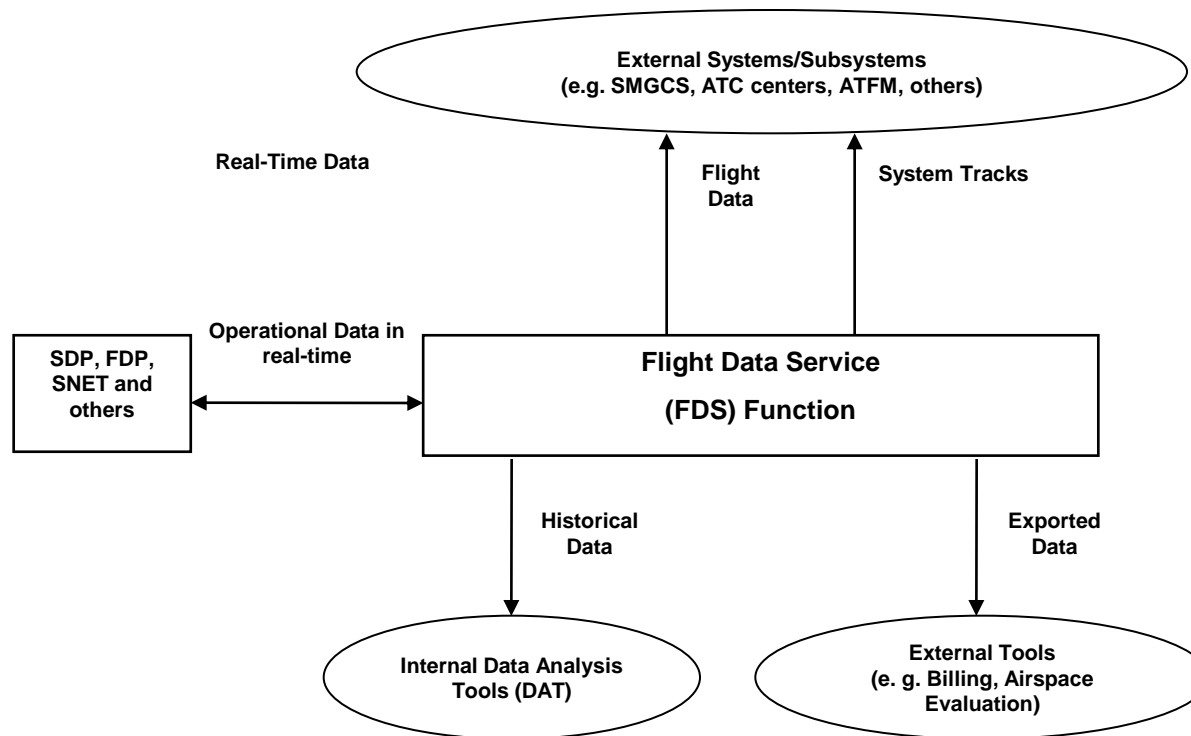 External Systems/Subsystems
(e.g. SMGCS, ATC centers, ATFM, others)
Real-Time Data
Flight
Data
System Tracks
Operational Data in
real-time
SDP, FDP,
SNET and
others
Flight Data Service
(FDS) Function
Historical
Data
Exported
Data
Internal Data Analysis
Tools (DAT)
External Tools
(e. g. Billing, Airspace
Evaluation)